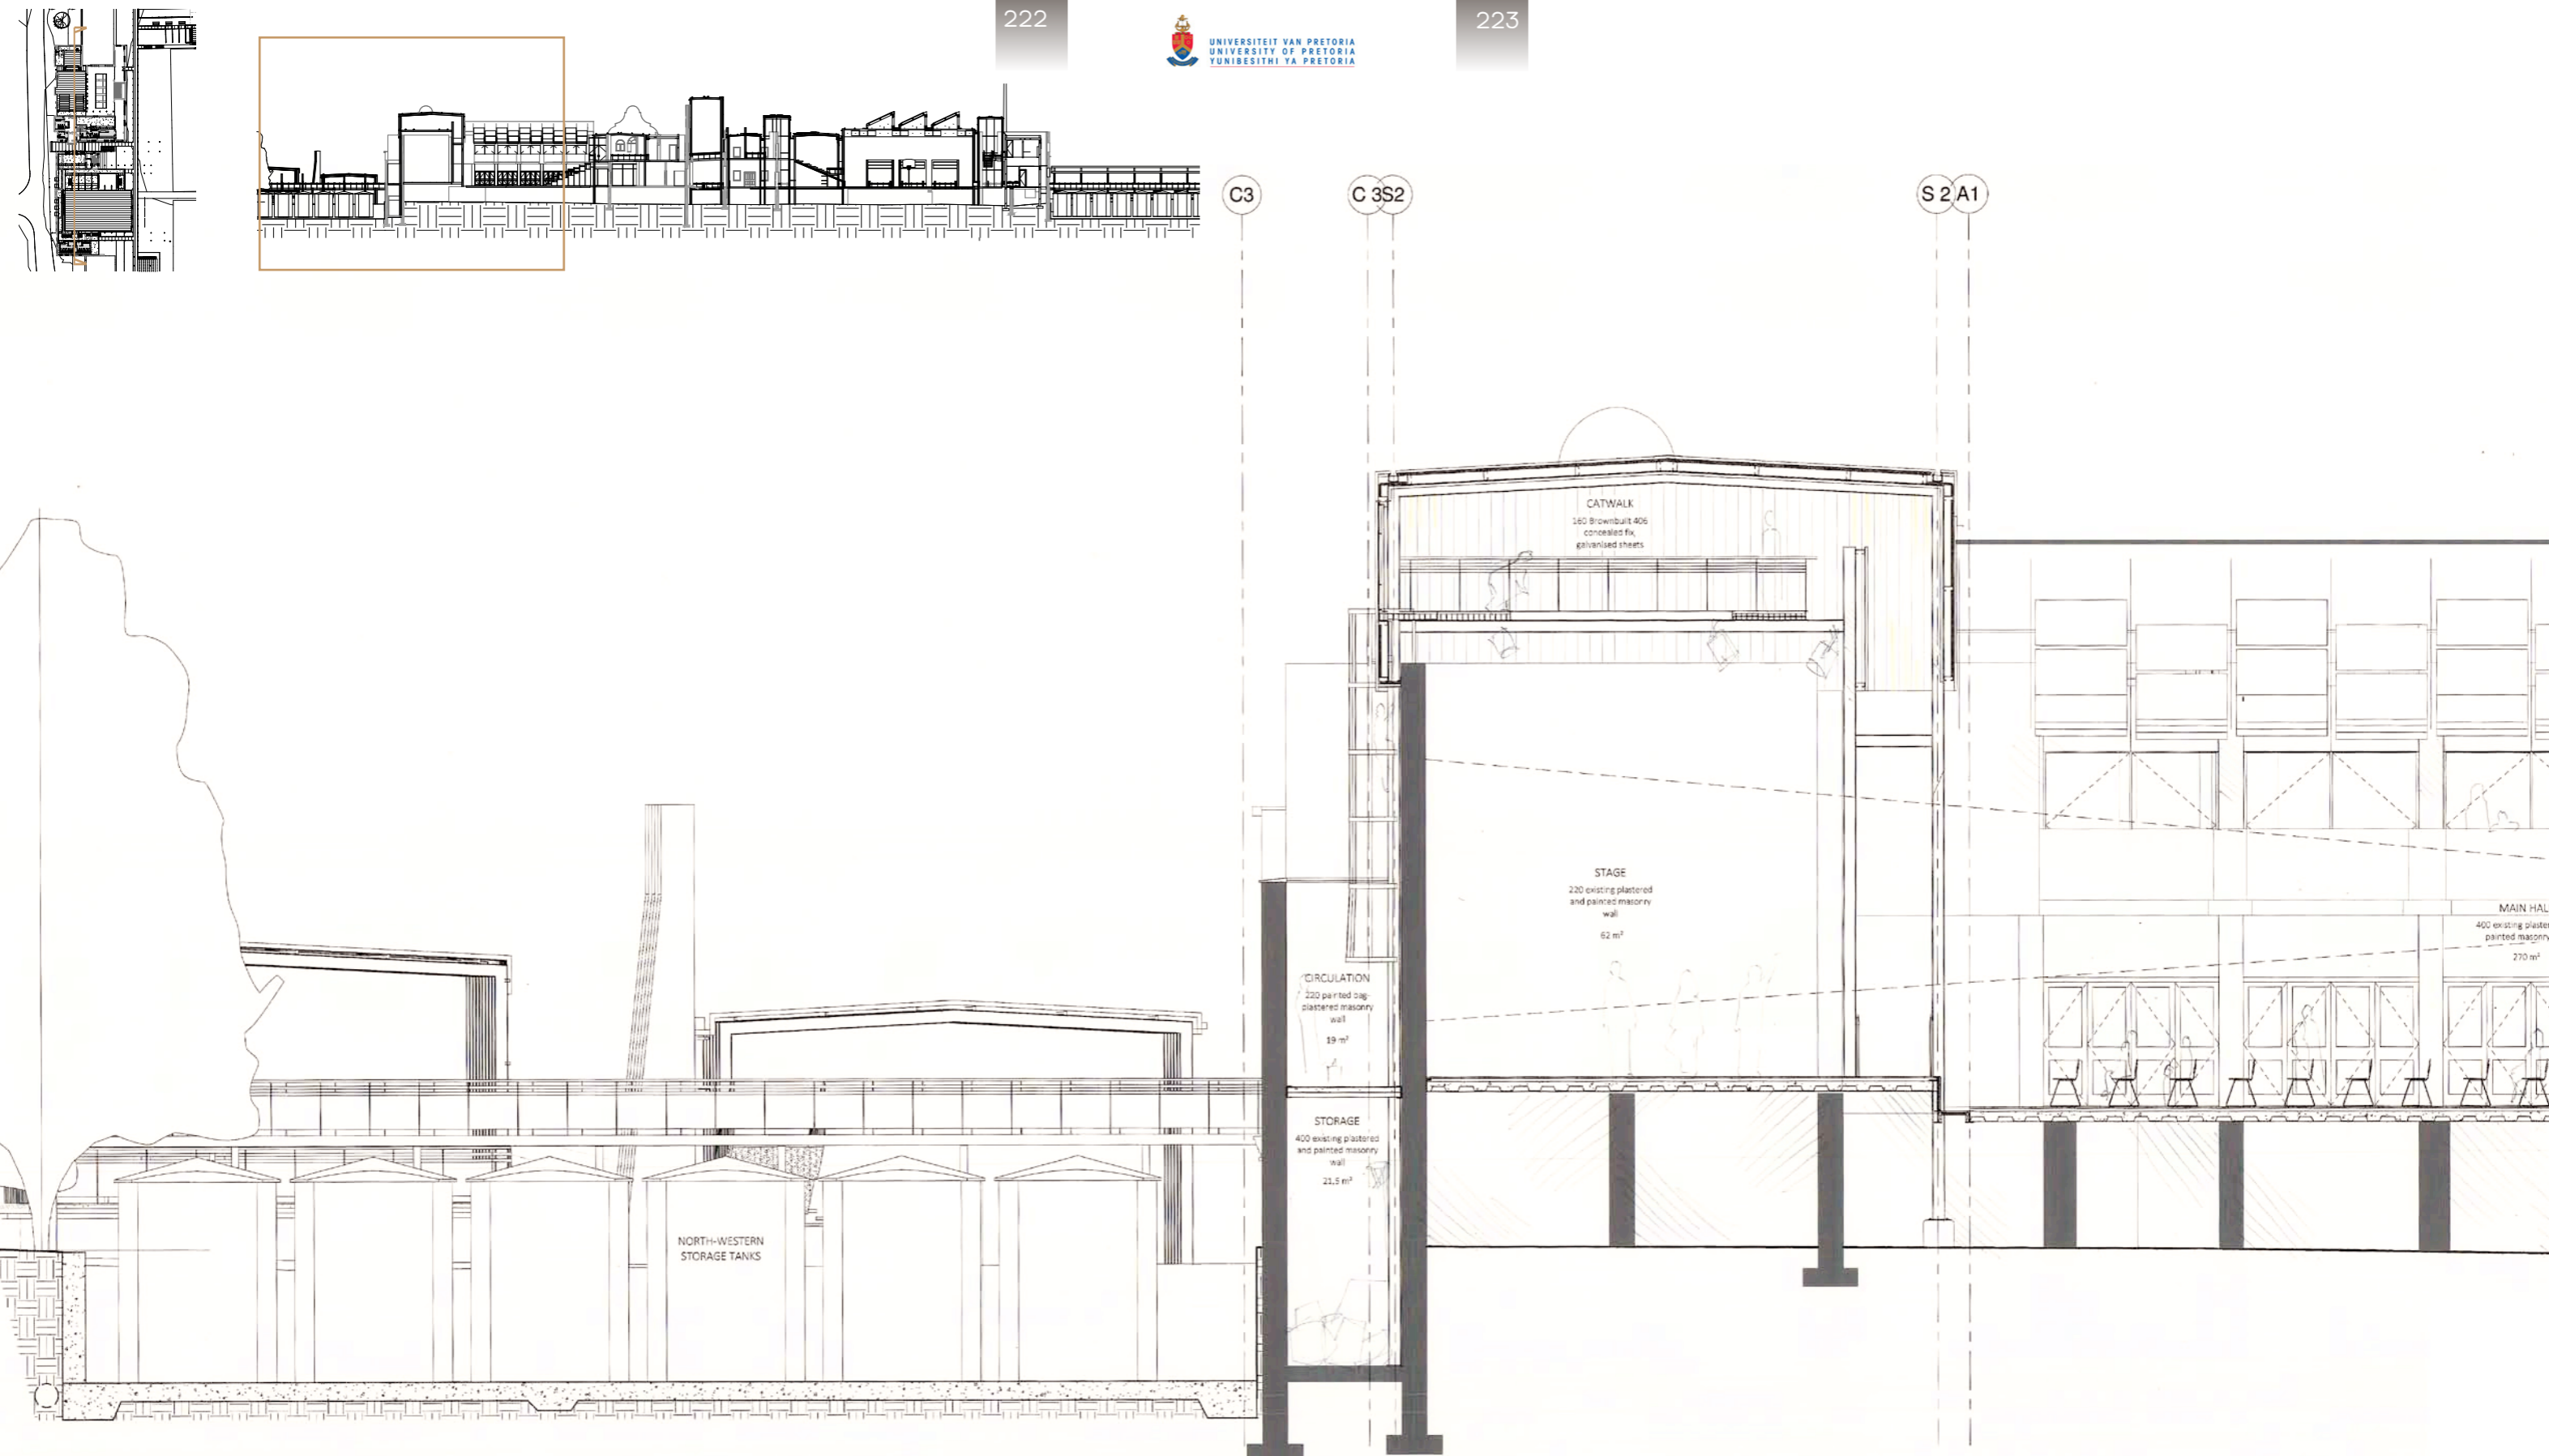 222
223
UNIVERSITEIT VAN PRETORIA
UNIVERSITY OF PRETORIA
YUNIBESITHI YA PRETORIA
C3
C 3
S2
S 2
A1
CATWALK
160 Brownbuilt 406
concealed fix,
galvanised sheets
STAGE
220 existing plastered
and painted masonry
wall
62 m²
MAIN HAL
400 existing plaste
painted masonry
270 m²
CIRCULATION
220 painted bag-
plastered masonry
wall
19 m²
STORAGE
400 existing plastered
and painted masonry
wall
21,5 m²
NORTH-WESTERN
STORAGE TANKS